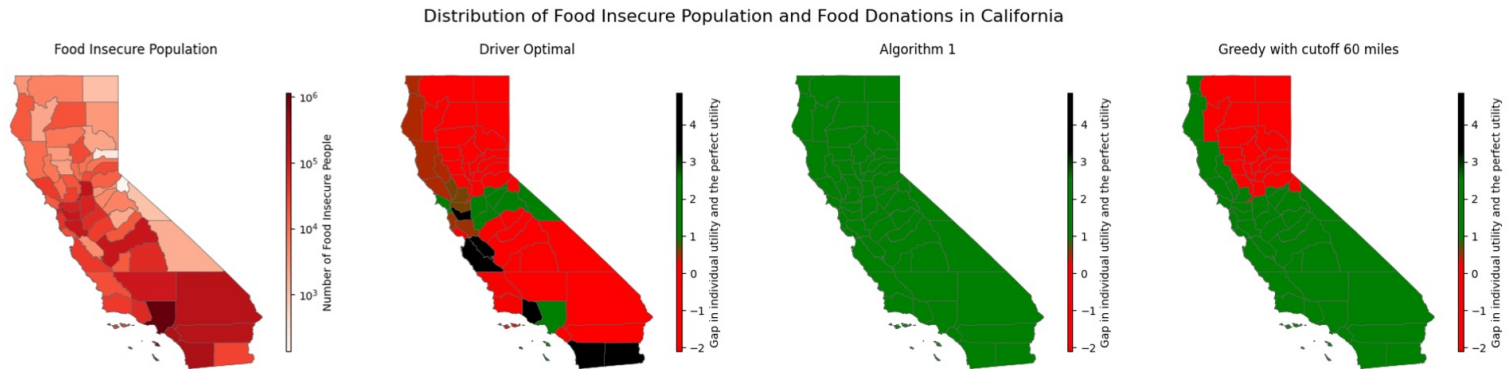 Distribution of Food Insecure Population and Food Donations in California
Food Insecure Population
10⁶
10⁵
10⁴
10³
Number of Food Insecure People
Driver Optimal
4
3
2
1
0
−1
−2
Gap in individual utility and the perfect utility
Algorithm 1
4
3
2
1
0
−1
−2
Gap in individual utility and the perfect utility
Greedy with cutoff 60 miles
4
3
2
1
0
−1
−2
Gap in individual utility and the perfect utility